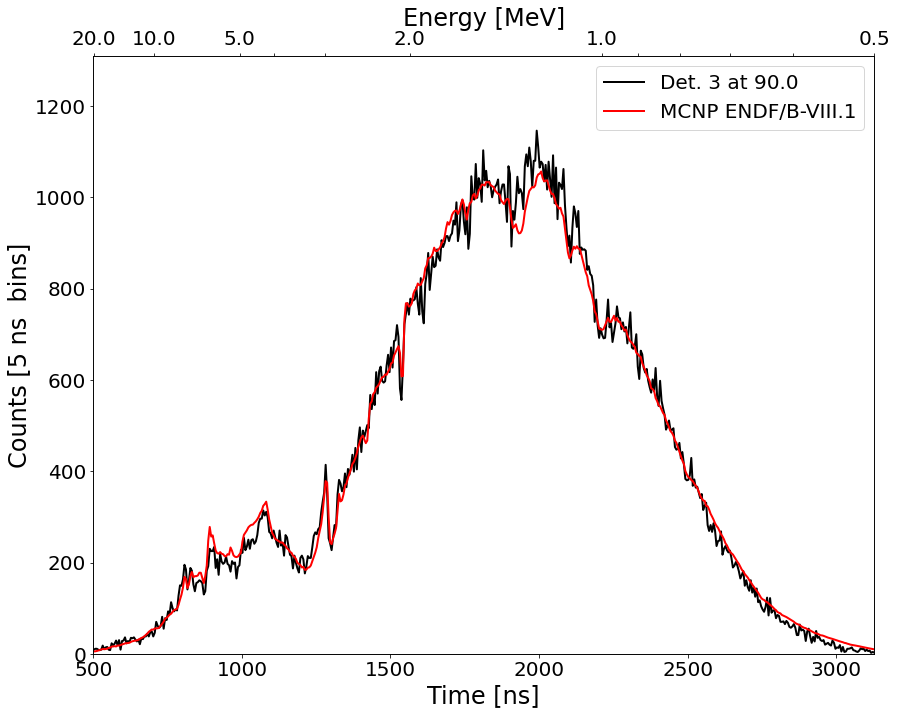 Energy [MeV]
20.0 10.0 5.0 2.0 1.0 0.5
Det. 3 at 90.0
MCNP ENDF/B-VIII.1
Counts [5 ns  bins]
1200
1000
800
600
400
200
0
500 1000 1500 2000 2500 3000
Time [ns]